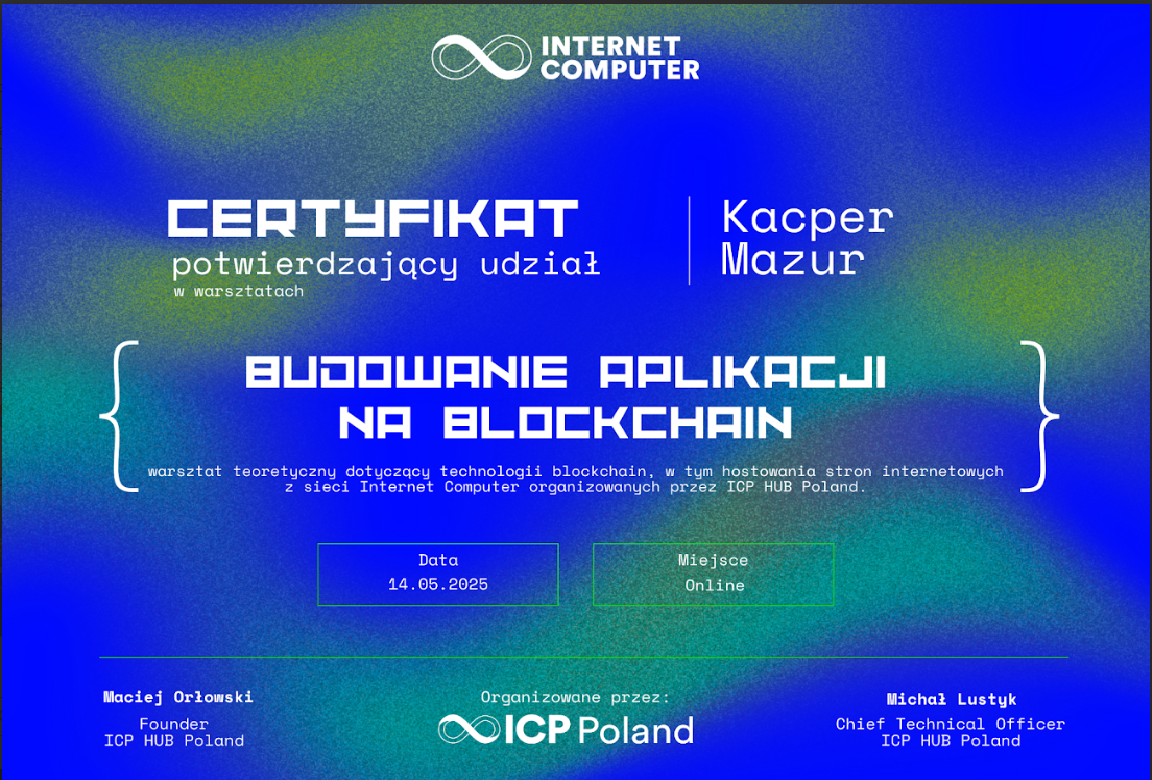 INTERNET
COMPUTER
CERTYFIKAT
potwierdzający udział
w warsztatach
Kacper
Mazur
BUDOWANIE APLIKACJI
NA BLOCKCHAIN
warsztat teoretyczny dotyczący technologii blockchain, w tym hostowania stron internetowych
z sieci Internet Computer organizowanych przez ICP HUB Poland.
Data
14.05.2025
Miejsce
Online
Maciej Orłowski
Founder
ICP HUB Poland
Organizowane przez:
ICP Poland
Michał Lustyk
Chief Technical Officer
ICP HUB Poland